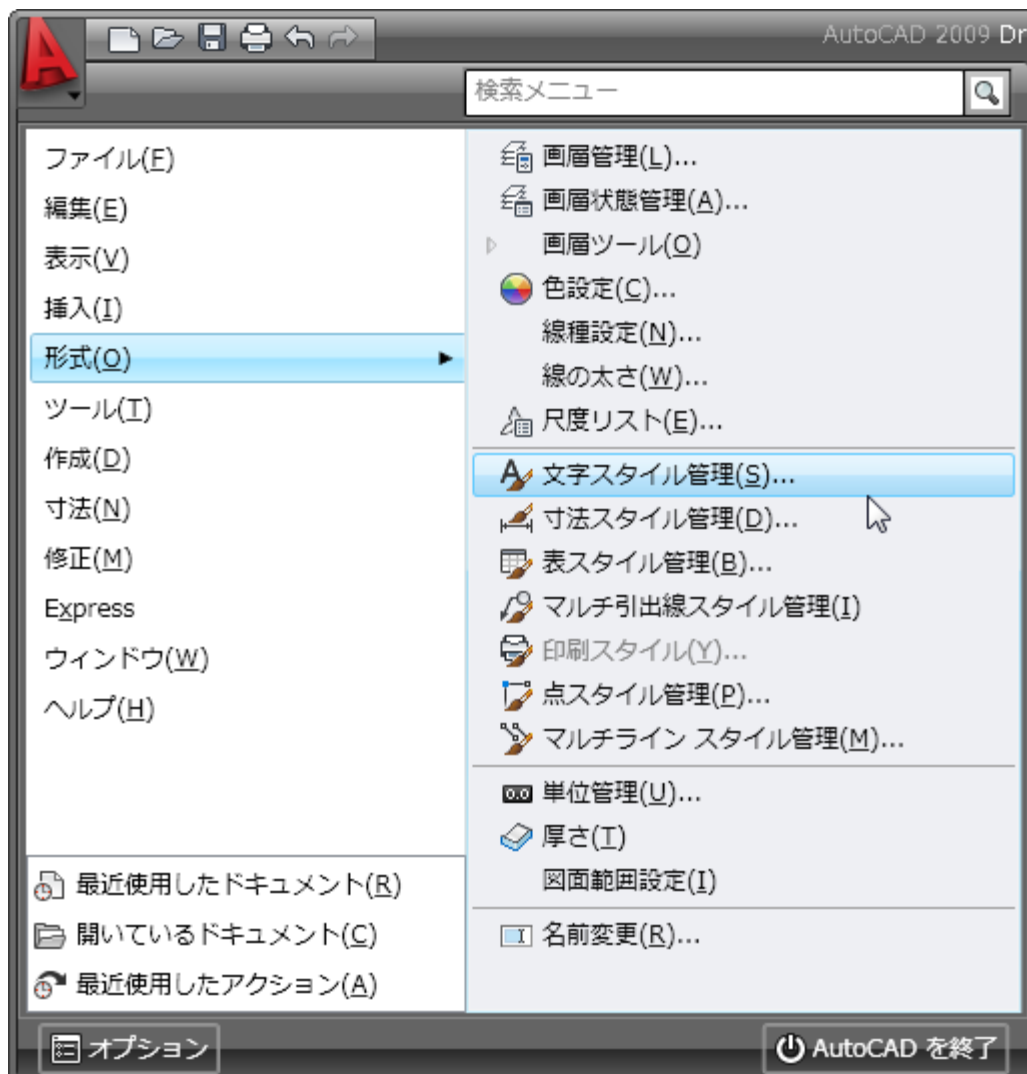 AutoCAD 2009 Dr
検索メニュー
ファイル(F)
編集(E)
表示(V)
挿入(I)
形式(O)
ツール(T)
作成(D)
寸法(N)
修正(M)
Express
ウィンドウ(W)
ヘルプ(H)
最近使用したドキュメント(R)
開いているドキュメント(C)
最近使用したアクション(A)
画層管理(L)...
画層状態管理(A)...
画層ツール(O)
色設定(C)...
線種設定(N)...
線の太さ(W)...
尺度リスト(E)...
文字スタイル管理(S)...
寸法スタイル管理(D)...
表スタイル管理(B)...
マルチ引出線スタイル管理(I)
印刷スタイル(Y)...
点スタイル管理(P)...
マルチライン スタイル管理(M)...
単位管理(U)...
厚さ(T)
図面範囲設定(I)
名前変更(R)...
オプション
AutoCAD を終了